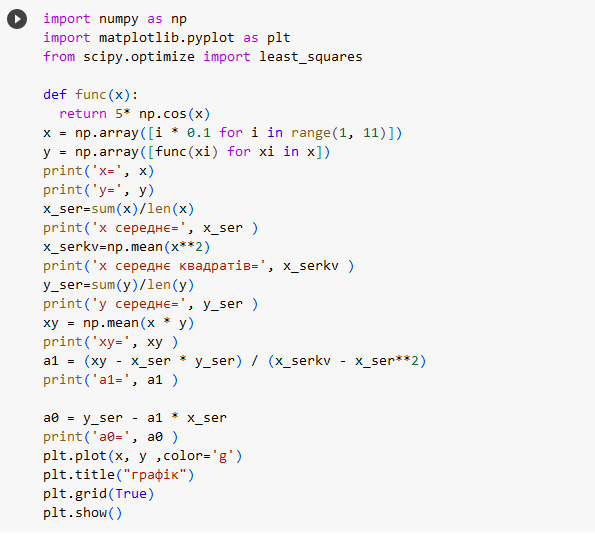 import numpy as np
import matplotlib.pyplot as plt
from scipy.optimize import least_squares

def func(x):
  return 5* np.cos(x)
x = np.array([i * 0.1 for i in range(1, 11)])
y = np.array([func(xi) for xi in x])
print('x=', x)
print('y=', y)
x_ser=sum(x)/len(x)
print('x середнє=', x_ser )
x_serkv=np.mean(x**2)
print('x середнє квадратів=', x_serkv )
y_ser=sum(y)/len(y)
print('y середнє=', y_ser )
xy = np.mean(x * y)
print('xy=', xy )
a1 = (xy - x_ser * y_ser) / (x_serkv - x_ser**2)
print('a1=', a1 )

a0 = y_ser - a1 * x_ser
print('a0=', a0 )
plt.plot(x, y ,color='g')
plt.title("графік")
plt.grid(True)
plt.show()